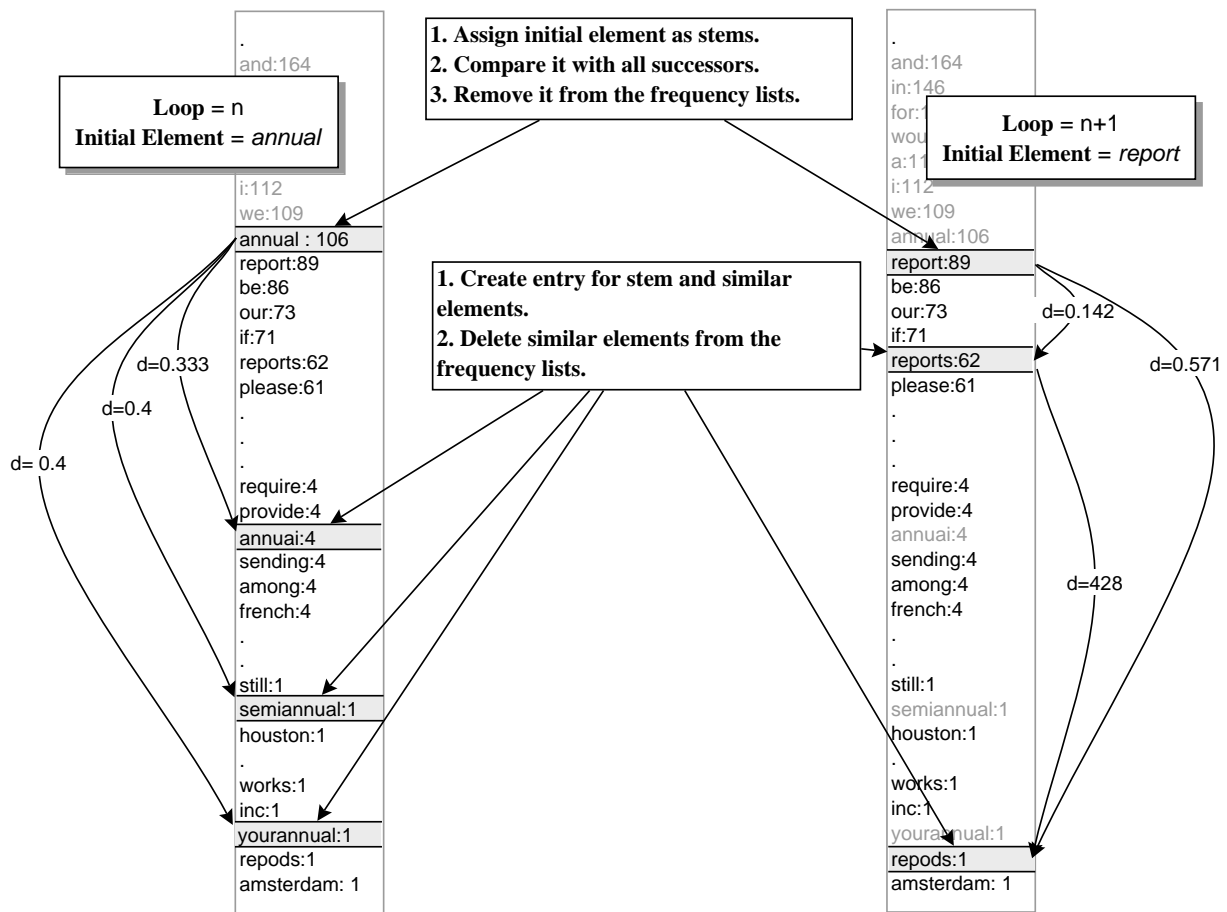 1. Assign initial element as stems.
2. Compare it with all successors.
3. Remove it from the frequency lists.
Loop = n
Initial Element = annual
Loop = n+1
Initial Element = report
1. Create entry for stem and similar
elements.
2. Delete similar elements from the
frequency lists.
.
and:164
i:112
we:109
annual : 106
report:89
be:86
our:73
if:71
reports:62
please:61
.
.
.
require:4
provide:4
annuai:4
sending:4
among:4
french:4
.
.
still:1
semiannual:1
houston:1
.
works:1
inc:1
yourannual:1
repods:1
amsterdam: 1
d=0.333
d=0.4
d= 0.4
.
and:164
in:146
i:112
we:109
annual:106
report:89
be:86
our:73
if:71
reports:62
please:61
.
.
.
require:4
provide:4
annuai:4
sending:4
among:4
french:4
.
.
still:1
semiannual:1
houston:1
.
works:1
inc:1
yourannual:1
repods:1
amsterdam: 1
d=0.142
d=0.571
d=428